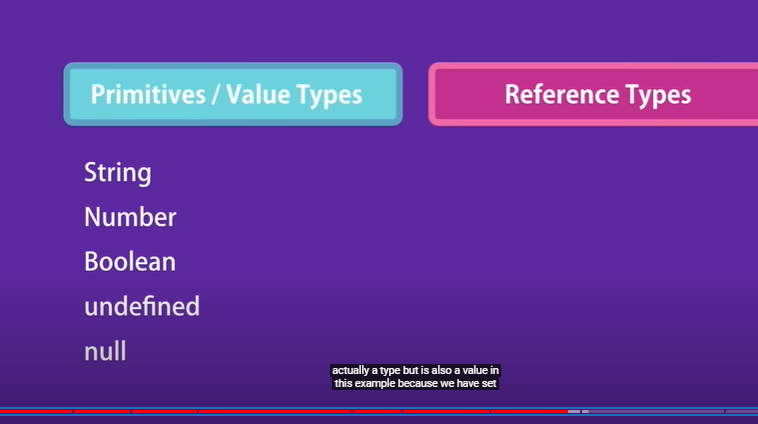 Primitives / Value Types
Reference Types
String
Number
Boolean
undefined
null
actually a type but is also a value in
this example because we have set